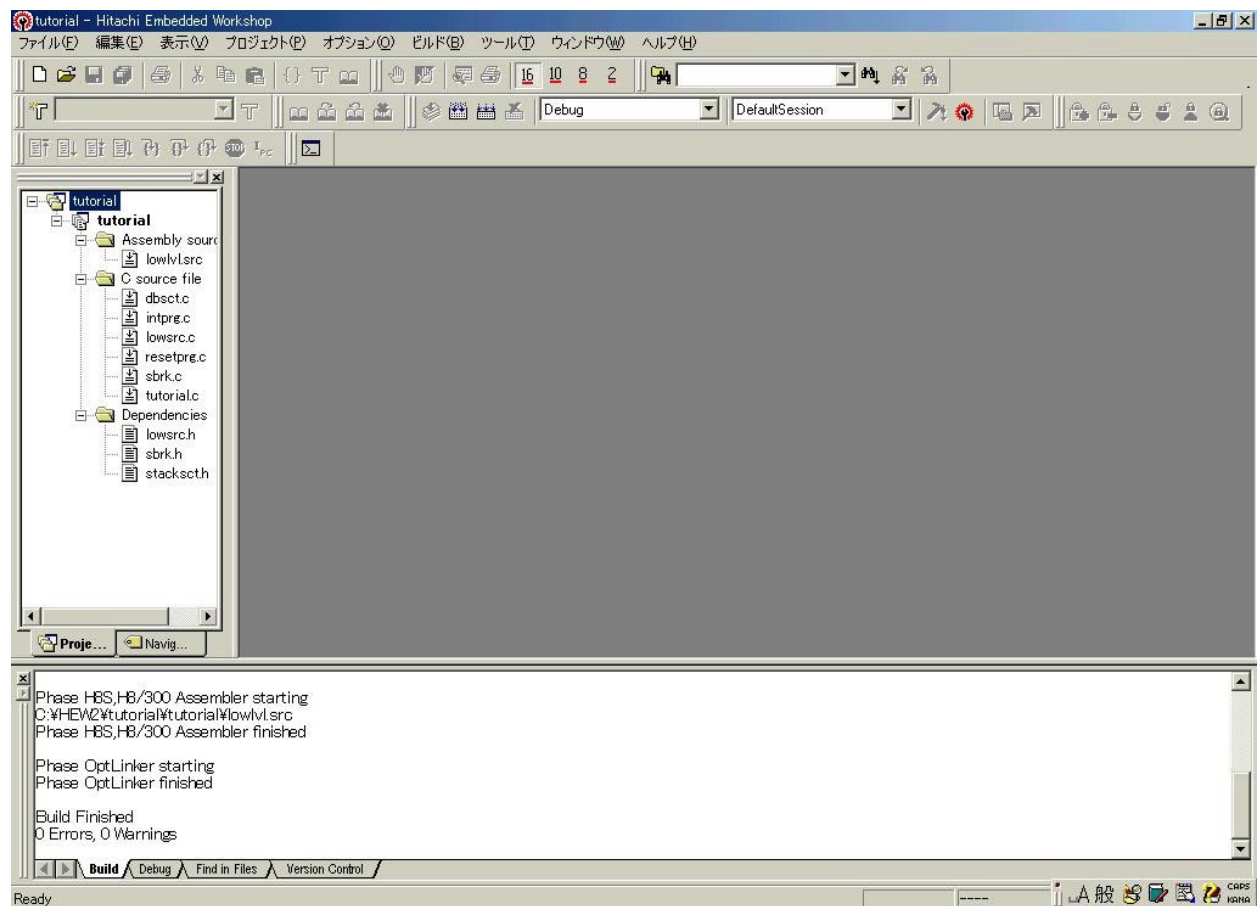 tutorial - Hitachi Embedded Workshop
ファイル(F) 編集(E) 表示(V) プロジェクト(P) オプション(O) ビルド(B) ツール(T) ウィンドウ(W) ヘルプ(H)
16 10 8 2
Debug DefaultSession
STOP PC
tutorial
tutorial
Assembly sourc
lowlvl.src
C source file
dbsct.c
intprg.c
lowsrc.c
resetprg.c
sbrk.c
tutorial.c
Dependencies
lowsrc.h
sbrk.h
stacksct.h
Proje... Navig...
Phase H8S,H8/300 Assembler starting
C:¥HEW2¥tutorial¥tutorial¥lowlvl.src
Phase H8S,H8/300 Assembler finished
Phase OptLinker starting
Phase OptLinker finished
Build Finished
0 Errors, 0 Warnings
Build Debug Find in Files Version Control
Ready ---- A 般 CAPS
KANA